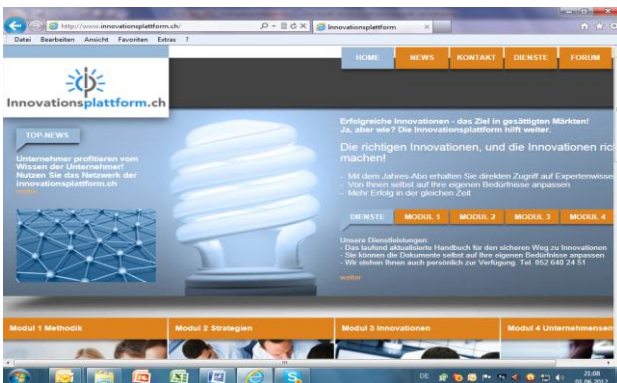 http://www.innovationsplattform.ch/
Innovationsplattform
Datei Bearbeiten Ansicht Favoriten Extras ?
HOME NEWS KONTAKT DIENSTE FORUM
Innovationsplattform.ch
TOP-NEWS
Unternehmer profitieren vom
Wissen der Unternehmer!
Nutzen Sie das Netzwerk der
innovationsplattform.ch
weiter
Erfolgreiche Innovationen - das Ziel in gesättigten Märkten!
Ja, aber wie? Die Innovationsplattform hilft weiter.
Die richtigen Innovationen, und die Innovationen ric
machen!
- Mit dem Jahres-Abo erhalten Sie direkten Zugriff auf Expertenwisse
- Von Ihnen selbst auf Ihre eigenen Bedürfnisse anpassen
- Mehr Erfolg in der gleichen Zeit
DIENSTE MODUL 1 MODUL 2 MODUL 3 MODUL 4
Unsere Dienstleistungen:
- Das laufend aktualisierte Handbuch für den sicheren Weg zu Innovationen
- Sie können die Dokumente selbst auf Ihre eigenen Bedürfnisse anpassen
- Wir stehen Ihnen auch persönlich zur Verfügung. Tel. 052 640 24 51
weiter
Modul 1 Methodik Modul 2 Strategien Modul 3 Innovationen Modul 4 Unternehmensen
DE 21:08
01.06.2012